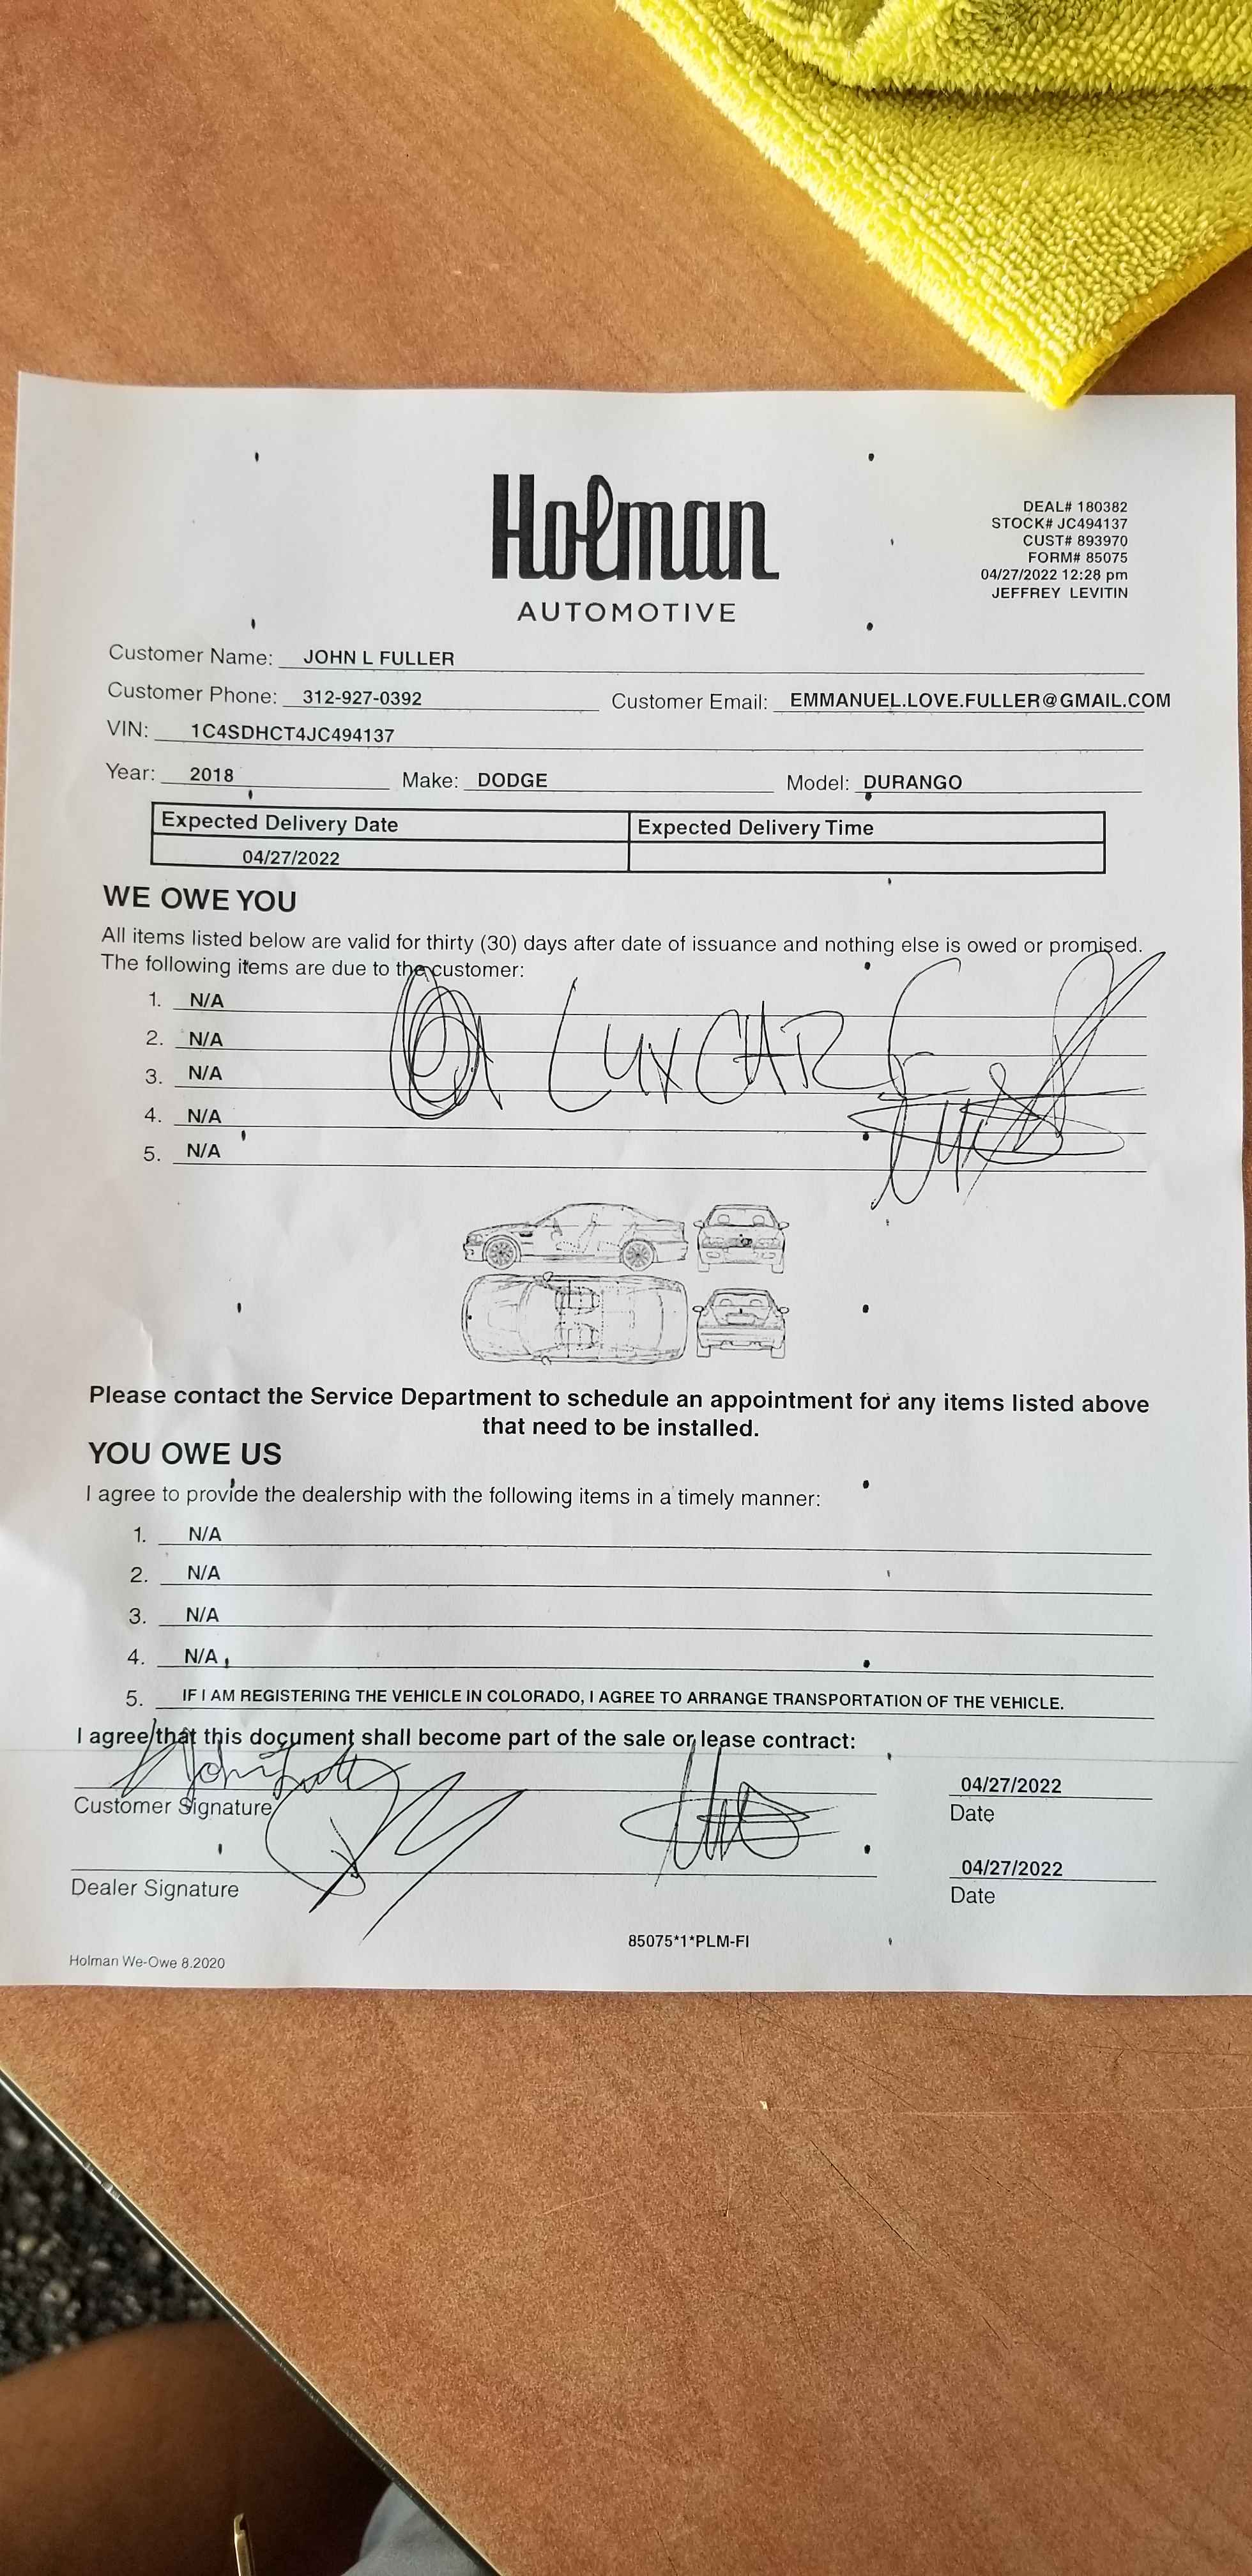 Holman
AUTOMOTIVE
DEAL# 180382
STOCK# JC494137
CUST# 893970
FORM# 85075
04/27/2022 12:28 pm
JEFFREY LEVITIN
Customer Name: JOHN L FULLER
Customer Phone: 312-927-0392 Customer Email: EMMANUEL.LOVE.FULLER@GMAIL.COM
VIN: 1C4SDHCT4JC494137
Year: 2018 Make: DODGE Model: DURANGO
Expected Delivery Date Expected Delivery Time
04/27/2022
WE OWE YOU
All items listed below are valid for thirty (30) days after date of issuance and nothing else is owed or promised.
The following items are due to the customer:
1. N/A
2. N/A
3. N/A
4. N/A
5. N/A
Please contact the Service Department to schedule an appointment for any items listed above
that need to be installed.
YOU OWE US
I agree to provide the dealership with the following items in a timely manner:
1. N/A
2. N/A
3. N/A
4. N/A
5. IF I AM REGISTERING THE VEHICLE IN COLORADO, I AGREE TO ARRANGE TRANSPORTATION OF THE VEHICLE.
I agree that this document shall become part of the sale or lease contract:
04/27/2022
Customer Signature Date
04/27/2022
Dealer Signature Date
85075*1*PLM-FI
Holman We-Owe 8.2020